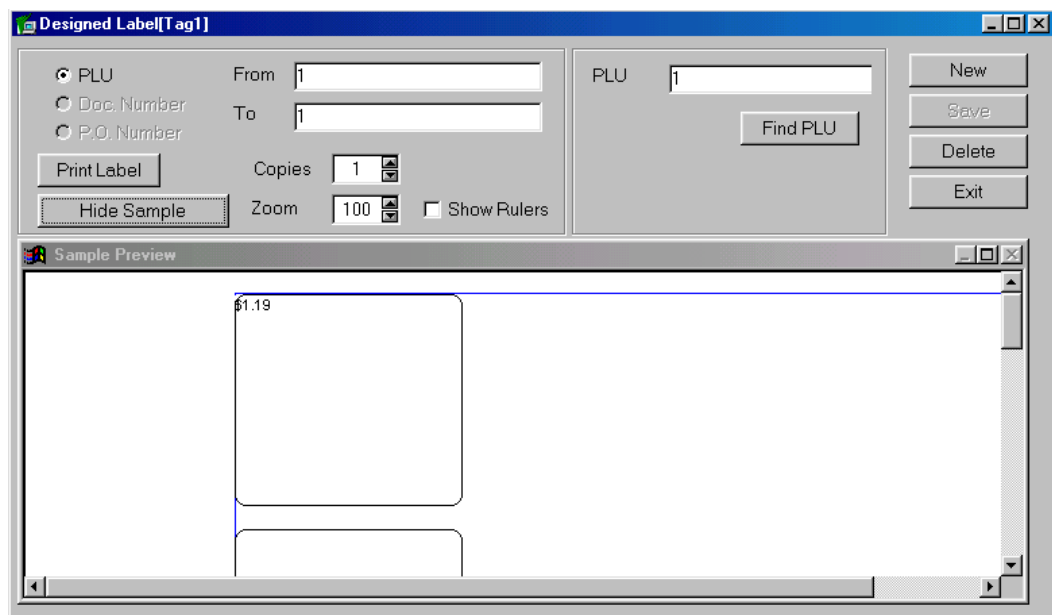 Designed Label[Tag1]
PLU
Doc. Number
P.O. Number
From 1
To 1
Print Label
Copies 1
Hide Sample
Zoom 100
Show Rulers
PLU 1
Find PLU
New
Save
Delete
Exit
Sample Preview
$1.19